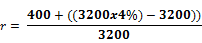 r = 400 + ((3200x4%) − 3200))
3200